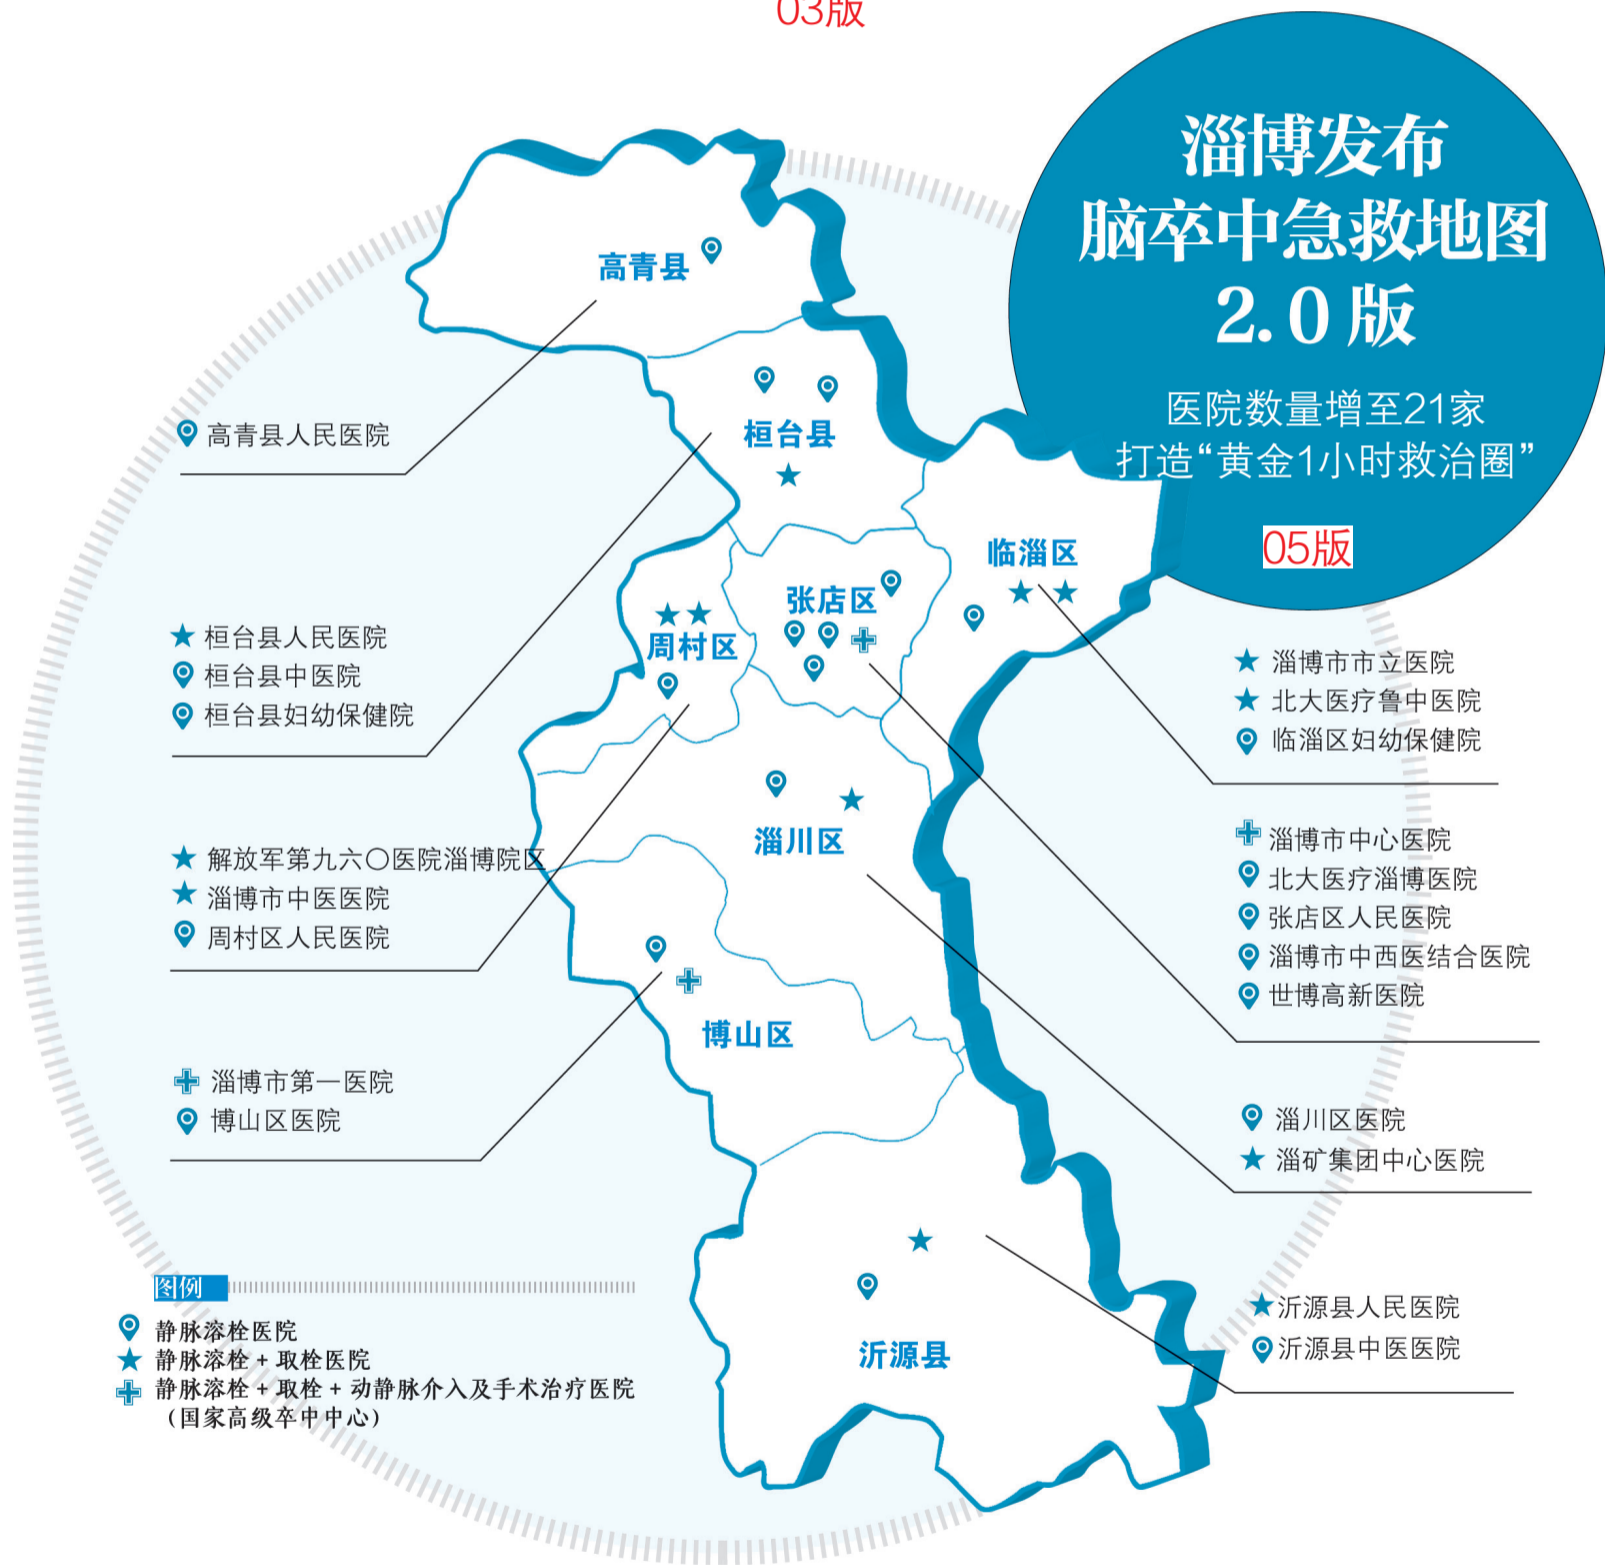 03版
淄博发布
脑卒中急救地图
2.0版
医院数量增至21家
打造“黄金1小时救治圈”
05版
高青县
桓台县
临淄区
张店区
周村区
淄川区
博山区
沂源县
高青县人民医院
桓台县人民医院
桓台县中医院
桓台县妇幼保健院
解放军第九六〇医院淄博院区
淄博市中医医院
周村区人民医院
淄博市第一医院
博山区医院
淄博市市立医院
北大医疗鲁中医院
临淄区妇幼保健院
淄博市中心医院
北大医疗淄博医院
张店区人民医院
淄博市中西医结合医院
世博高新医院
淄川区医院
淄矿集团中心医院
沂源县人民医院
沂源县中医医院
图例
静脉溶栓医院
静脉溶栓+取栓医院
静脉溶栓+取栓+动静脉介入及手术治疗医院
（国家高级卒中中心）